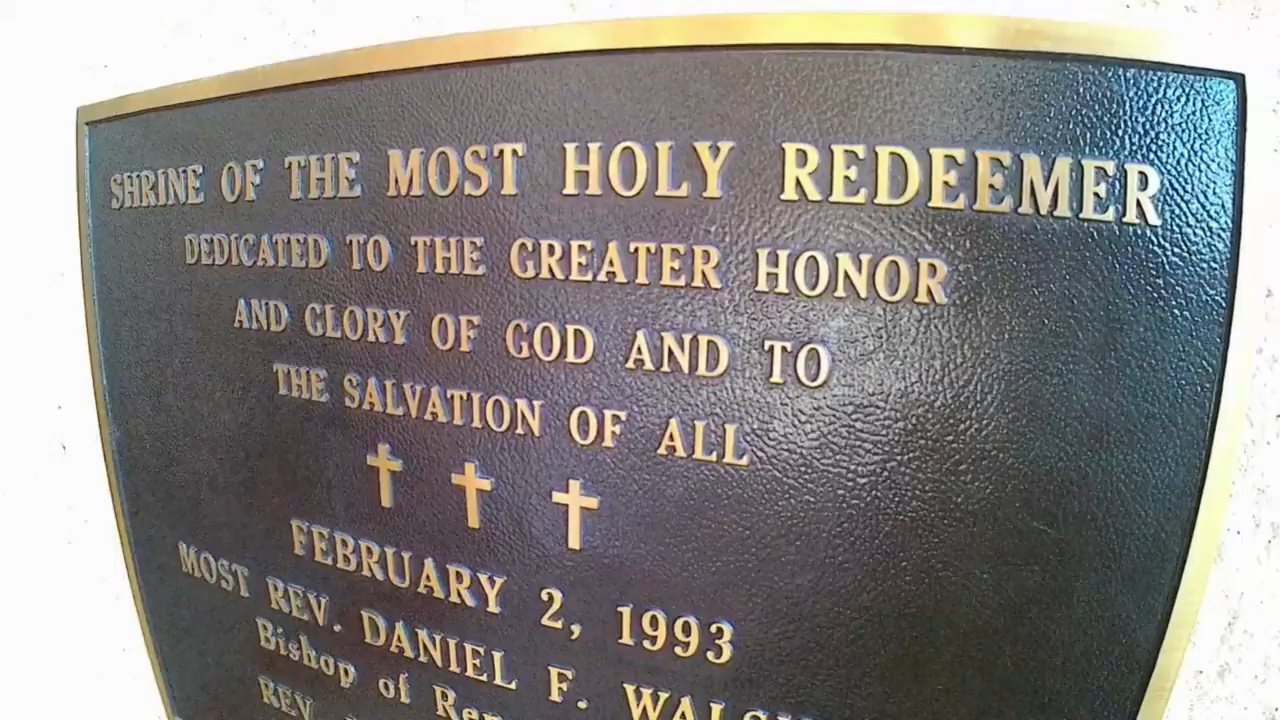 SHRINE OF THE MOST HOLY REDEEMER
DEDICATED TO THE GREATER HONOR
AND GLORY OF GOD AND TO
THE SALVATION OF ALL
FEBRUARY 2, 1993
MOST REV. DANIEL F.
Bishop of
REV.